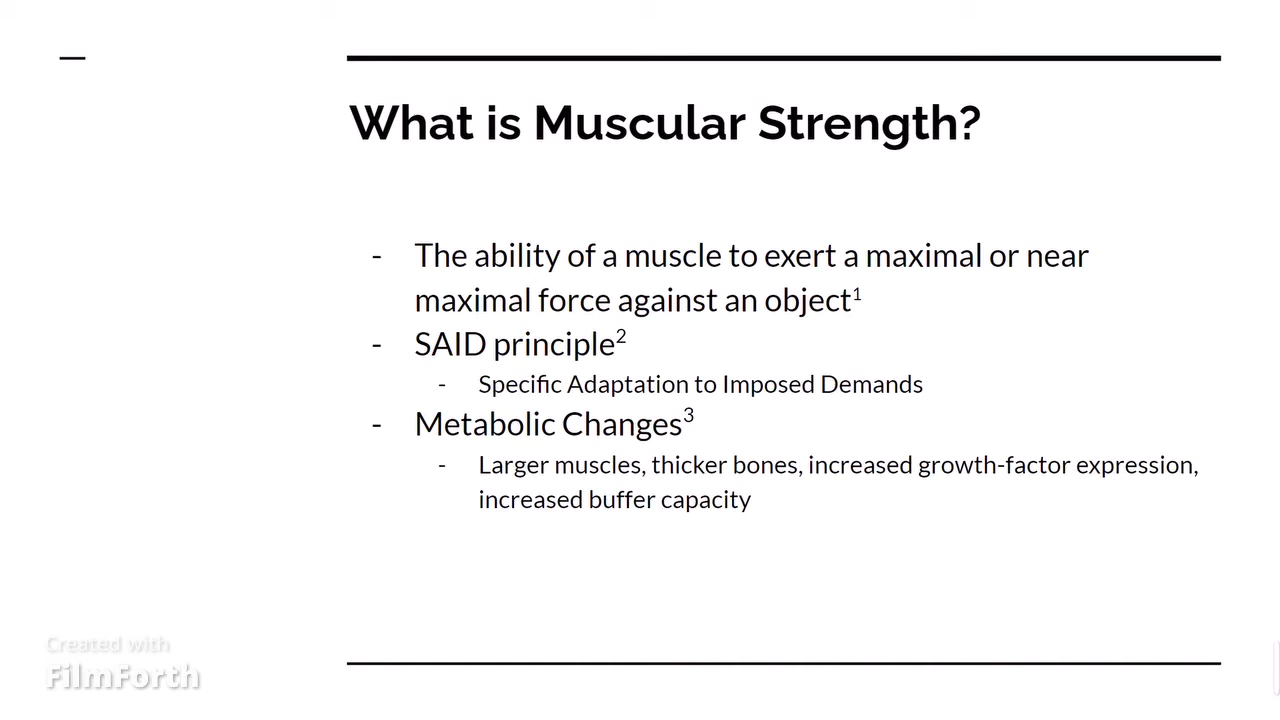 What is Muscular Strength?
- The ability of a muscle to exert a maximal or near
maximal force against an object¹
- SAID principle²
- Specific Adaptation to Imposed Demands
- Metabolic Changes³
- Larger muscles, thicker bones, increased growth-factor expression,
increased buffer capacity
Created with
FilmForth